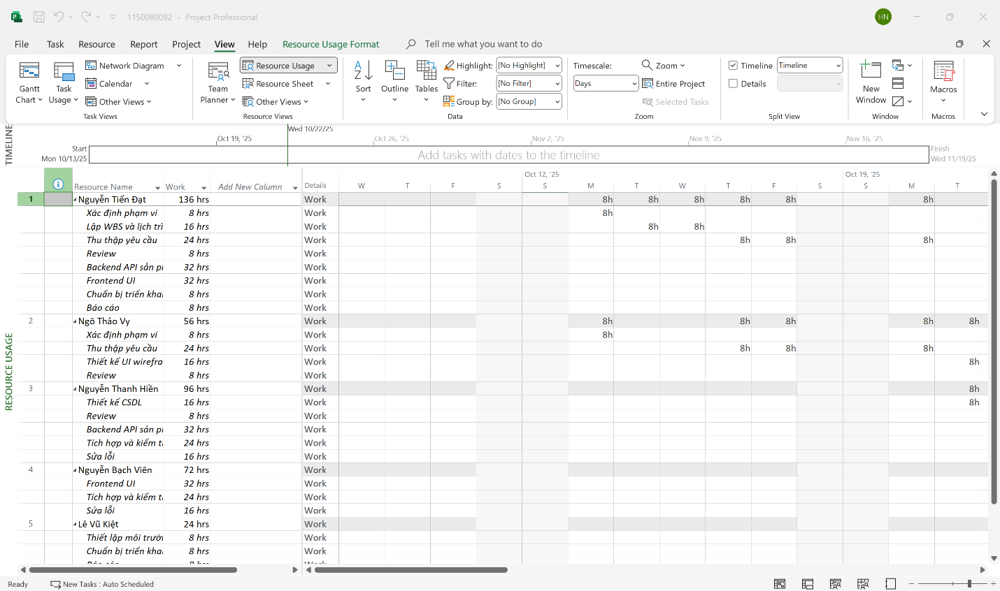 1150080092 - Project Professional
HN
File Task Resource Report Project View Help Resource Usage Format Tell me what you want to do
Gantt Chart
Task Usage
Network Diagram
Calendar
Other Views
Task Views
Team Planner
Resource Usage
Resource Sheet
Other Views
Resource Views
Sort
Outline
Tables
Highlight: [No Highlight]
Filter: [No Filter]
Group by: [No Group]
Data
Timescale:
Days
Zoom
Entire Project
Selected Tasks
Zoom
Timeline Timeline
Details
Split View
New Window
Window
Macros
Macros
TIMELINE
Wed 10/22/25
Oct 19, '25 Oct 26, '25 Nov 2, '25 Nov 9, '25 Nov 16, '25
Start
Mon 10/13/25
Add tasks with dates to the timeline
Finish
Wed 11/19/25
RESOURCE USAGE
Oct 12, '25 Oct 19, '25
Resource Name Work Add New Column Details W T F S S M T W T F S S M T
1 Nguyễn Tiến Đạt 136 hrs Work 8h 8h 8h 8h 8h 8h
Xác định phạm vi 8 hrs Work 8h
Lập WBS và lịch trì 16 hrs Work 8h 8h
Thu thập yêu cầu 24 hrs Work 8h 8h 8h
Review 8 hrs Work
Backend API sản pl 32 hrs Work
Frontend UI 32 hrs Work
Chuẩn bị triển khai 8 hrs Work
Báo cáo 8 hrs Work
2 Ngô Thảo Vy 56 hrs Work 8h 8h 8h 8h 8h
Xác định phạm vi 8 hrs Work 8h
Thu thập yêu cầu 24 hrs Work 8h 8h 8h
Thiết kế UI wirefra 16 hrs Work 8h
Review 8 hrs Work
3 Nguyễn Thanh Hiền 96 hrs Work 8h
Thiết kế CSDL 16 hrs Work 8h
Review 8 hrs Work
Backend API sản pl 32 hrs Work
Tích hợp và kiểm tı 24 hrs Work
Sửa lỗi 16 hrs Work
4 Nguyễn Bạch Viên 72 hrs Work
Frontend UI 32 hrs Work
Tích hợp và kiểm tı 24 hrs Work
Sửa lỗi 16 hrs Work
5 Lê Vũ Kiệt 24 hrs Work
Thiết lập môi trườı 8 hrs Work
Chuẩn bị triển khai 8 hrs Work
Báo cáo 8 hrs Work
Ready New Tasks : Auto Scheduled